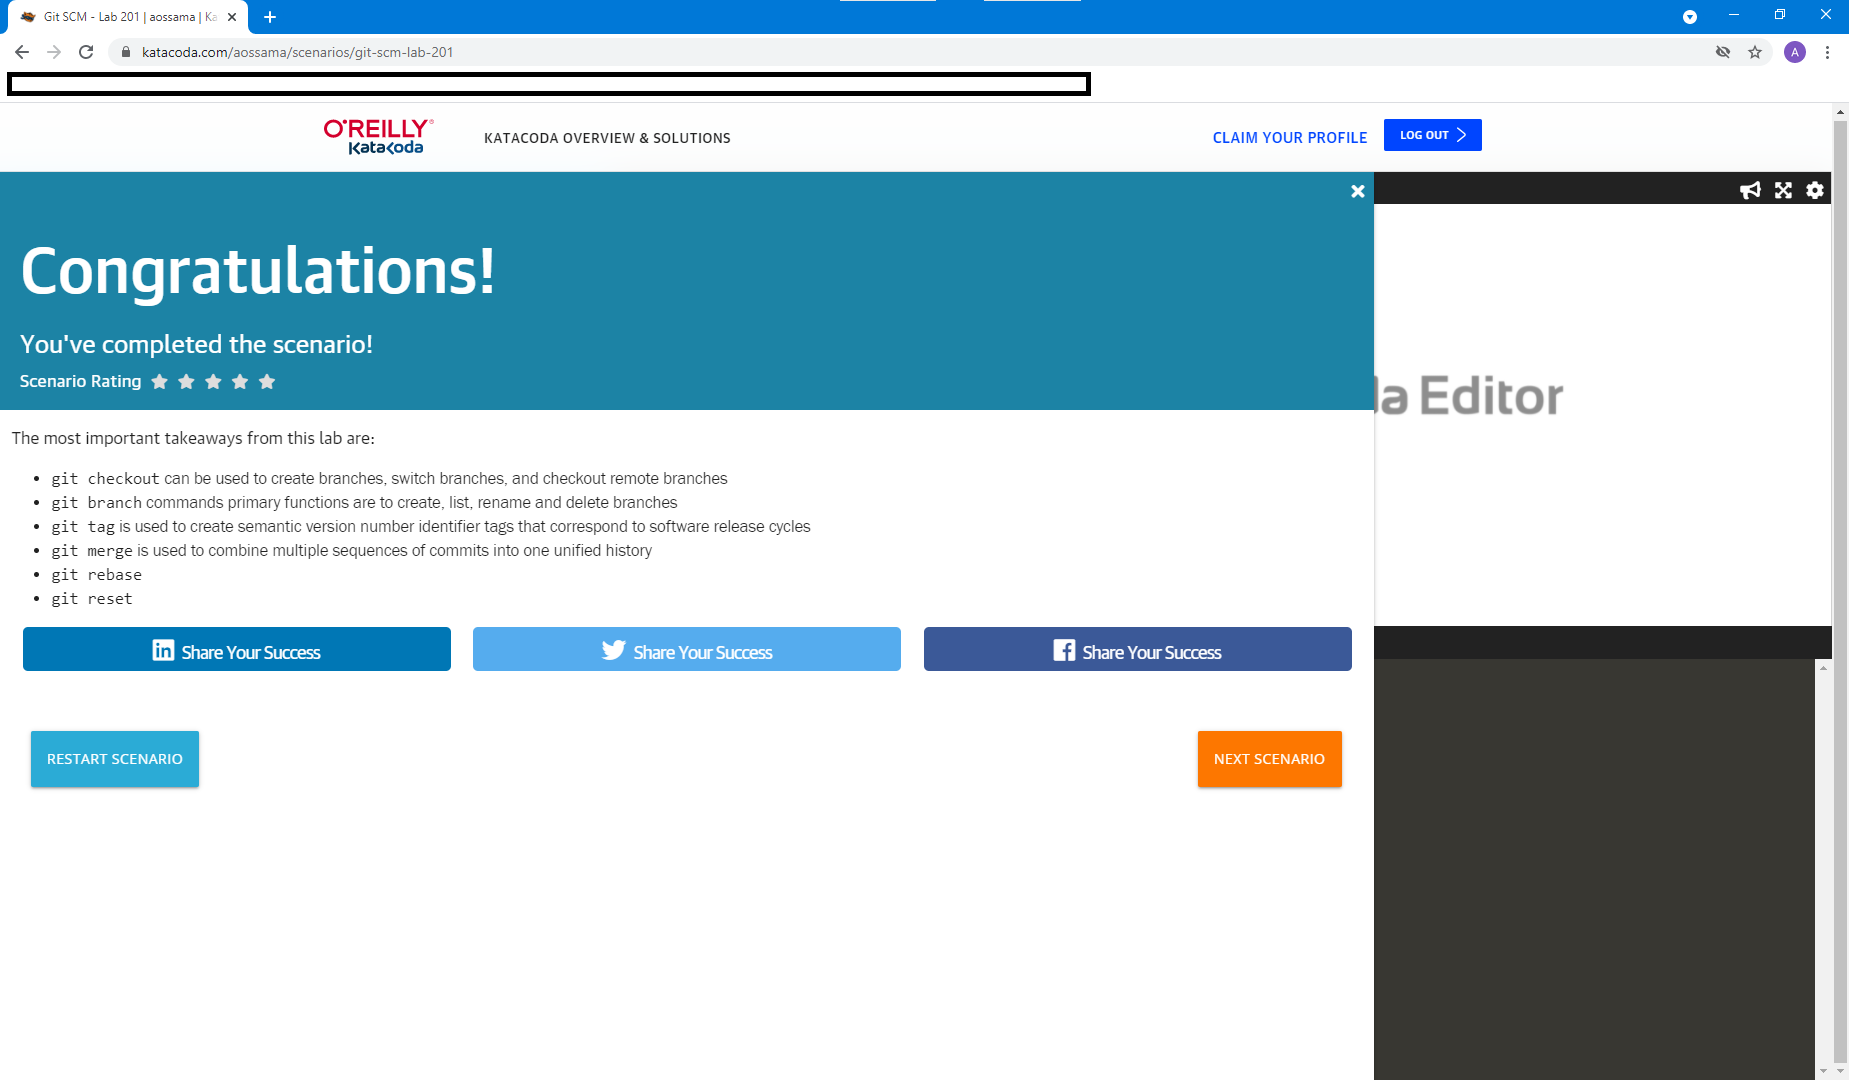 Git SCM - Lab 201 | aossama | Ka
katacoda.com/aossama/scenarios/git-scm-lab-201
A
O'REILLY®
KataKoda
KATACODA OVERVIEW & SOLUTIONS
CLAIM YOUR PROFILE
LOG OUT
Congratulations!
You've completed the scenario!
Scenario Rating
da Editor
The most important takeaways from this lab are:
• git checkout can be used to create branches, switch branches, and checkout remote branches
• git branch commands primary functions are to create, list, rename and delete branches
• git tag is used to create semantic version number identifier tags that correspond to software release cycles
• git merge is used to combine multiple sequences of commits into one unified history
• git rebase
• git reset
in Share Your Success
Share Your Success
f Share Your Success
RESTART SCENARIO
NEXT SCENARIO